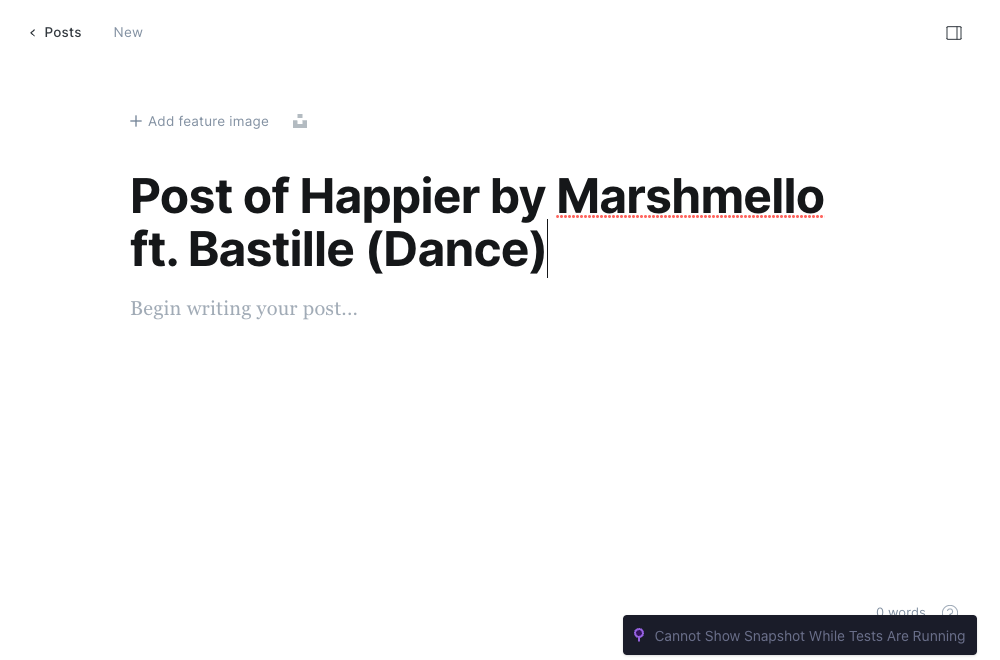 Posts New
Add feature image
Post of Happier by Marshmello
ft. Bastille (Dance)
Begin writing your post...
0 words ?
Cannot Show Snapshot While Tests Are Running